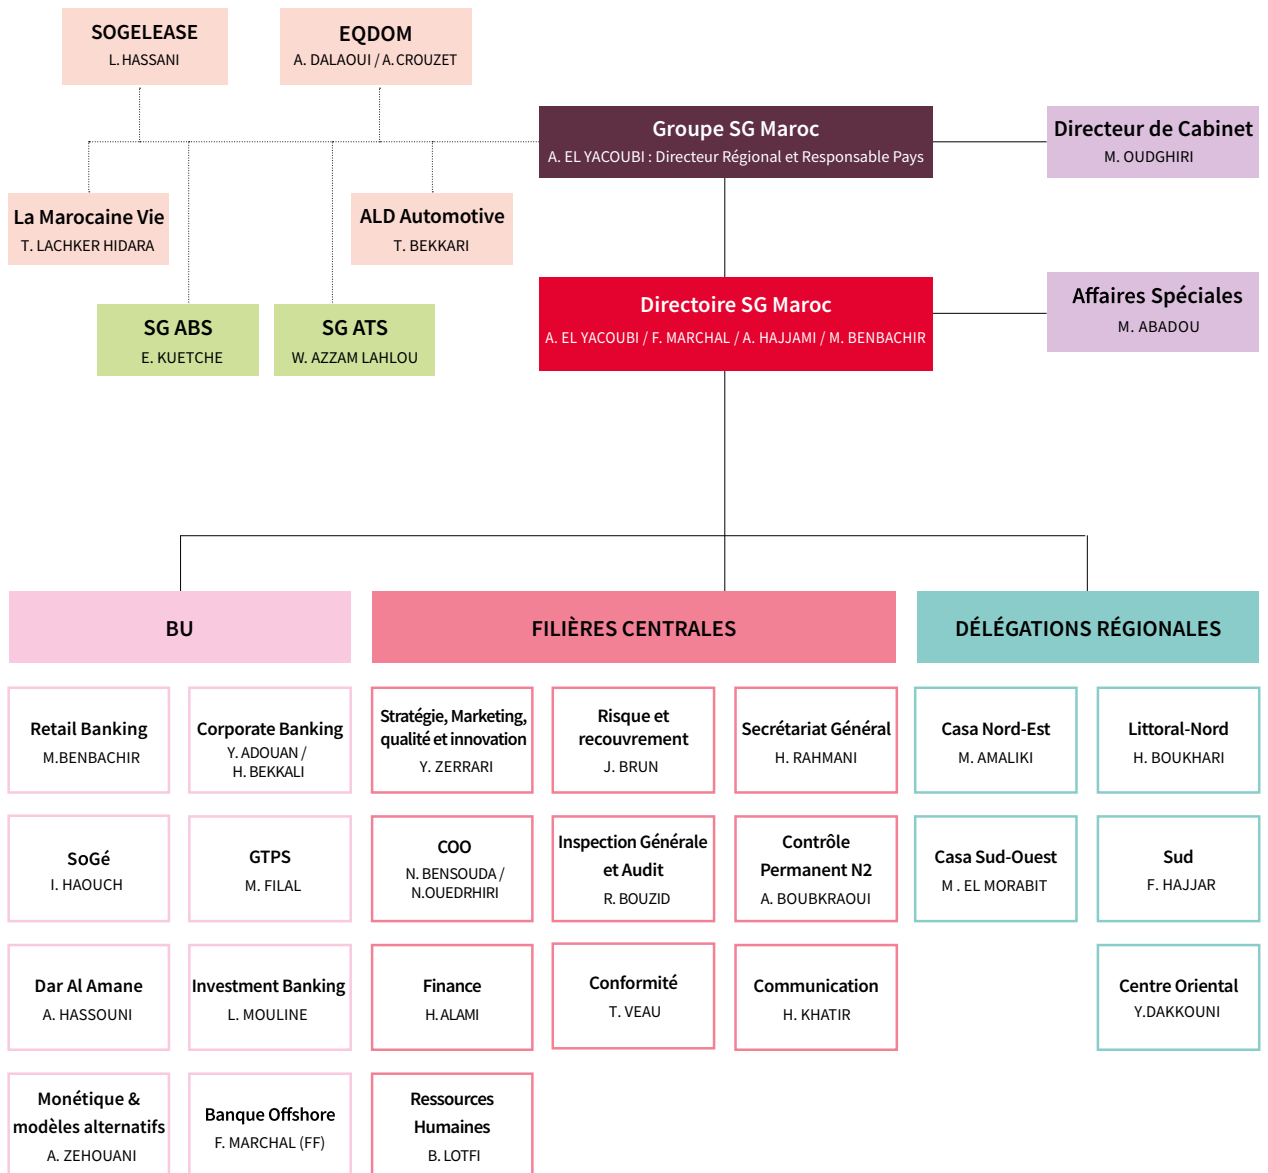 SOGELEASE
L. HASSANI
EQDOM
A. DALAOUI / A. CROUZET
Groupe SG Maroc
A. EL YACOUBI : Directeur Régional et Responsable Pays
Directeur de Cabinet
M. OUDGHIRI
La Marocaine Vie
T. LACHKER HIDARA
ALD Automotive
T. BEKKARI
SG ABS
E. KUETCHE
SG ATS
W. AZZAM LAHLOU
Directoire SG Maroc
A. EL YACOUBI / F. MARCHAL / A. HAJJAMI / M. BENBACHIR
Affaires Spéciales
M. ABADOU
BU
FILIÈRES CENTRALES
DÉLÉGATIONS RÉGIONALES
Retail Banking
M.BENBACHIR
Corporate Banking
Y. ADOUAN /
H. BEKKALI
Stratégie, Marketing,
qualité et innovation
Y. ZERRARI
Risque et
recouvrement
J. BRUN
Secrétariat Général
H. RAHMANI
Casa Nord-Est
M. AMALIKI
Littoral-Nord
H. BOUKHARI
SoGé
I. HAOUCH
GTPS
M. FILAL
COO
N. BENSOUDA /
N.OUEDRHIRI
Inspection Générale
et Audit
R. BOUZID
Contrôle
Permanent N2
A. BOUBKRAOUI
Casa Sud-Ouest
M . EL MORABIT
Sud
F. HAJJAR
Dar Al Amane
A. HASSOUNI
Investment Banking
L. MOULINE
Finance
H. ALAMI
Conformité
T. VEAU
Communication
H. KHATIR
Centre Oriental
Y.DAKKOUNI
Monétique &
modèles alternatifs
A. ZEHOUANI
Banque Offshore
F. MARCHAL (FF)
Ressources
Humaines
B. LOTFI